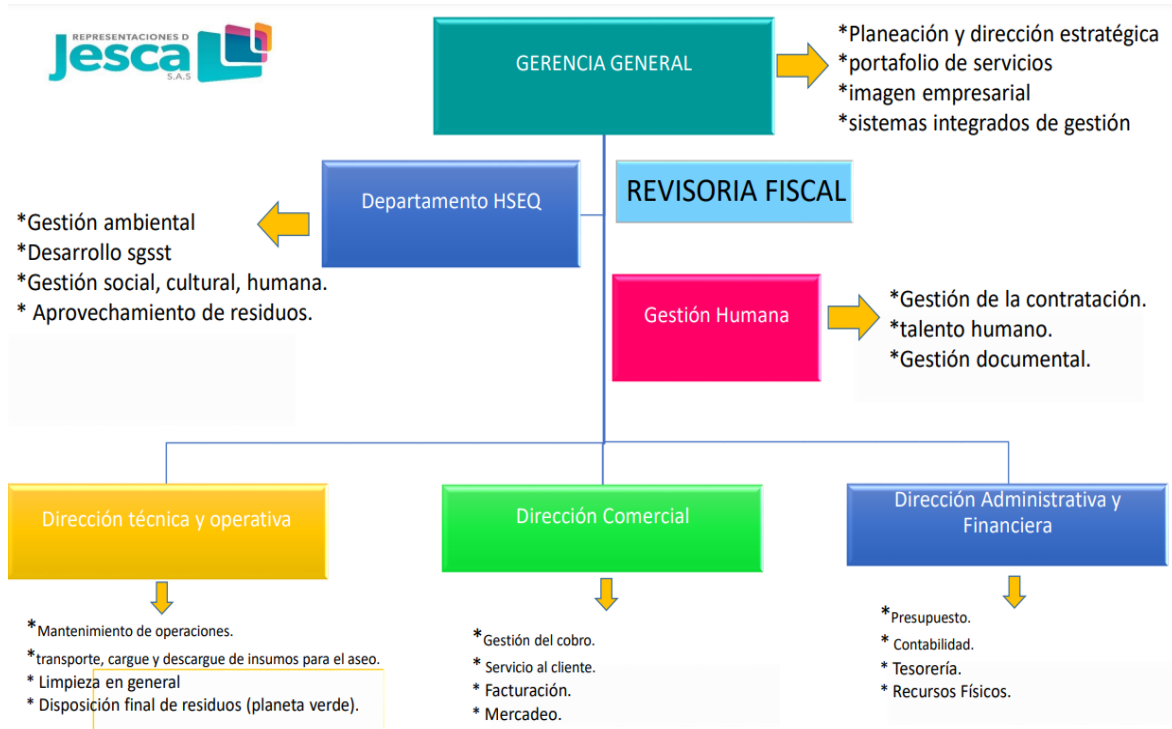 REPRESENTACIONES D
Jesca
S.A.S
GERENCIA GENERAL
*Planeación y dirección estratégica
*portafolio de servicios
*imagen empresarial
*sistemas integrados de gestión
Departamento HSEQ
REVISORIA FISCAL
*Gestión ambiental
*Desarrollo sgsst
*Gestión social, cultural, humana.
* Aprovechamiento de residuos.
Gestión Humana
*Gestión de la contratación.
*talento humano.
*Gestión documental.
Dirección técnica y operativa
Dirección Comercial
Dirección Administrativa y
Financiera
*Mantenimiento de operaciones.
*transporte, cargue y descargue de insumos para el aseo.
* Limpieza en general
* Disposición final de residuos (planeta verde).
*Gestión del cobro.
* Servicio al cliente.
* Facturación.
* Mercadeo.
*Presupuesto.
* Contabilidad.
* Tesorería.
* Recursos Físicos.